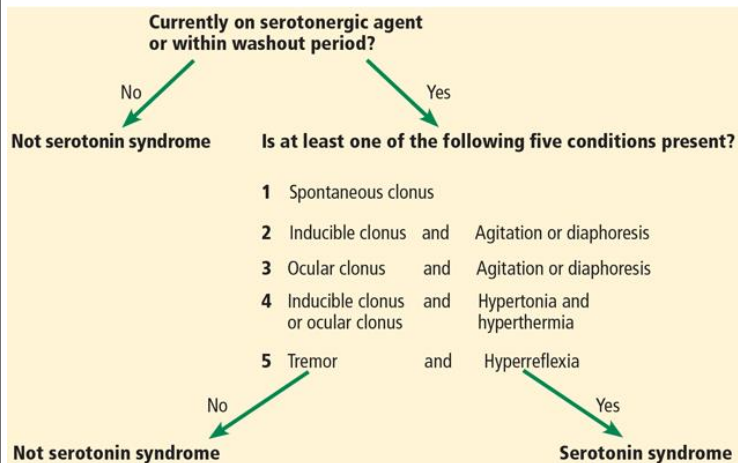 Currently on serotonergic agent
or within washout period?
No
Yes
Not serotonin syndrome
Is at least one of the following five conditions present?
1 Spontaneous clonus
2 Inducible clonus and Agitation or diaphoresis
3 Ocular clonus and Agitation or diaphoresis
4 Inducible clonus and Hypertonia and
or ocular clonus hyperthermia
5 Tremor and Hyperreflexia
No
Yes
Not serotonin syndrome
Serotonin syndrome